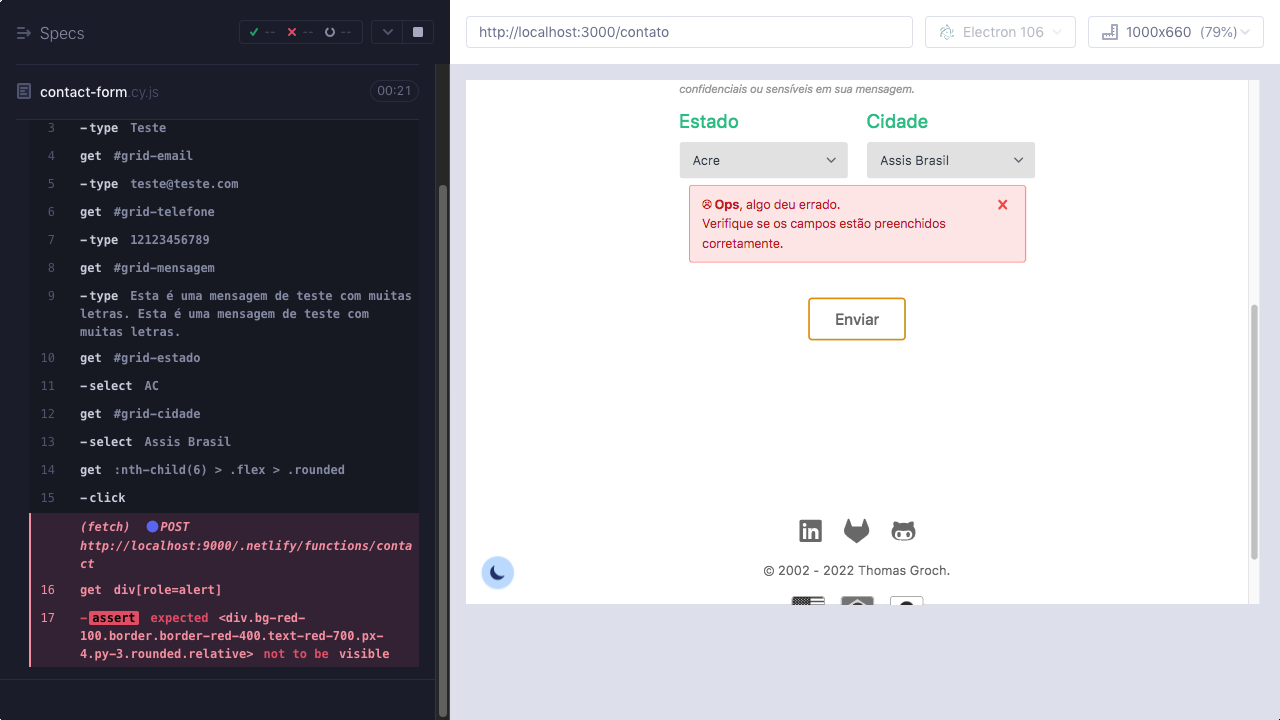 Specs
-- -- --
contact-form.cy.js 00:21
3 -type Teste
4 get #grid-email
5 -type teste@teste.com
6 get #grid-telefone
7 -type 12123456789
8 get #grid-mensagem
9 -type Esta é uma mensagem de teste com muitas
letras. Esta é uma mensagem de teste com
muitas letras.
10 get #grid-estado
11 -select AC
12 get #grid-cidade
13 -select Assis Brasil
14 get :nth-child(6) > .flex > .rounded
15 -click
(fetch) POST
http://localhost:9000/.netlify/functions/conta
ct
16 get div[role=alert]
17 -assert expected <div.bg-red-
100.border.border-red-400.text-red-700.px-
4.py-3.rounded.relative> not to be visible
http://localhost:3000/contato
Electron 106
1000x660 (79%)
confidenciais ou sensíveis em sua mensagem.
Estado Cidade
Acre Assis Brasil
Ops, algo deu errado.
Verifique se os campos estão preenchidos
corretamente.
Enviar
© 2002 - 2022 Thomas Groch.